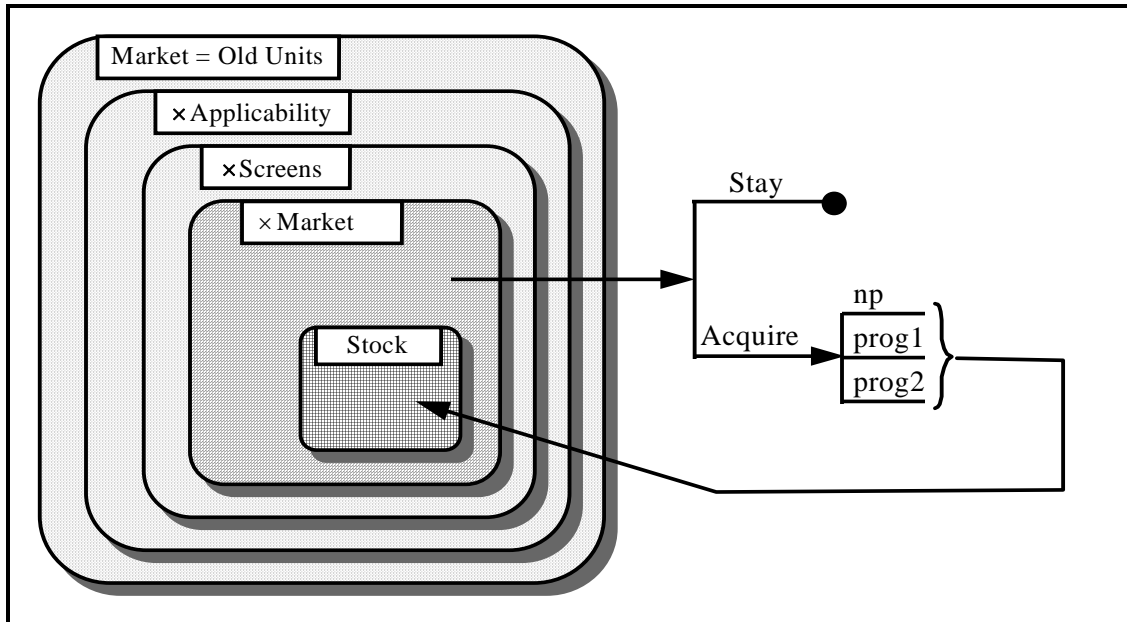 Market = Old Units
×Applicability
×Screens
× Market
Stock
Stay
Acquire
np
prog1
prog2